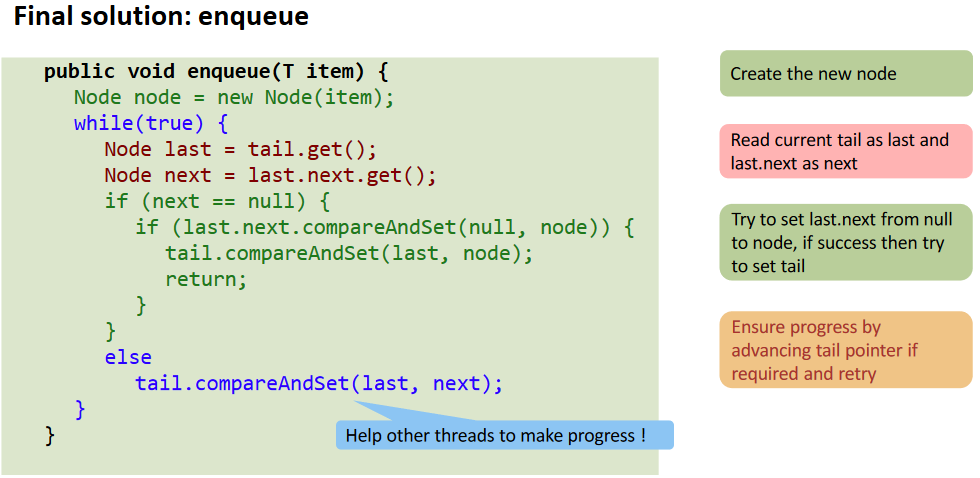 Final solution: enqueue
public void enqueue(T item) {
Node node = new Node(item);
while(true) {
Node last = tail.get();
Node next = last.next.get();
if (next == null) {
if (last.next.compareAndSet(null, node)) {
tail.compareAndSet(last, node);
return;
}
}
else
tail.compareAndSet(last, next);
}
}
Help other threads to make progress !
Create the new node
Read current tail as last and
last.next as next
Try to set last.next from null
to node, if success then try
to set tail
Ensure progress by
advancing tail pointer if
required and retry